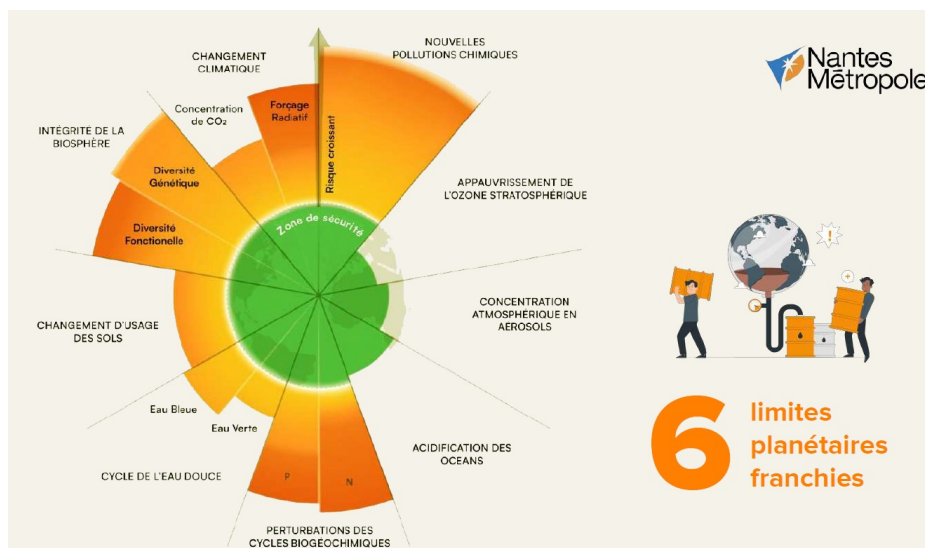 NOUVELLES
POLLUTIONS CHIMIQUES
Nantes
Métropole
CHANGEMENT
CLIMATIQUE
Concentration
de CO₂
Forçage
Radiatif
Risque croissant
INTÉGRITÉ DE LA
BIOSPHÈRE
Diversité
Génétique
Diversité
Fonctionelle
Zone de sécurité
APPAUVRISSEMENT DE
L'OZONE STRATOSPHÉRIQUE
CONCENTRATION
ATMOSPHÉRIQUE EN
AÉROSOLS
CHANGEMENT D'USAGE
DES SOLS
Eau Bleue
Eau Verte
CYCLE DE L'EAU DOUCE
P
N
ACIDIFICATION DES
OCEANS
PERTURBATIONS DES
CYCLES BIOGÉOCHIMIQUES
6
limites
planétaires
franchies